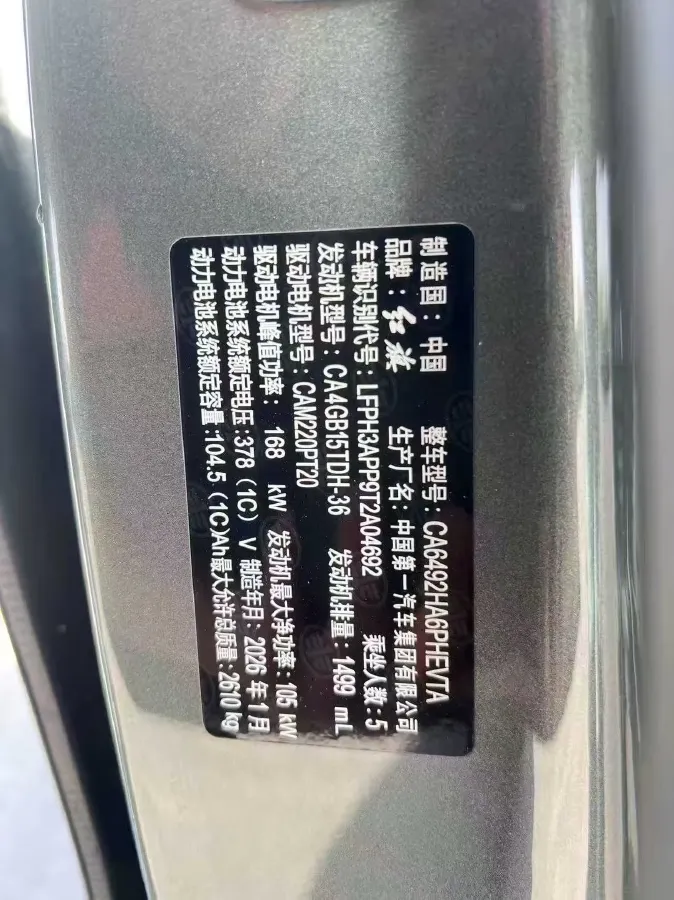 制造国：中国 整车型号：CA6492HA6PHEVTA
品牌：红旗 生产厂名：中国第一汽车集团有限公司
车辆识别代号：LFPH3APP9T2A04692 乘坐人数：5
发动机型号：CA4GB15TDH-36 发动机排量：1499 mL
驱动电机型号：CAM220PT20
驱动电机峰值功率：168 kW 发动机最大净功率：105 kW
动力电池系统额定电压:378（1C）V 制造年月：2026 年 1 月
动力电池系统额定容量:104.5（1C)Ah最大允许总质量：2610 kg